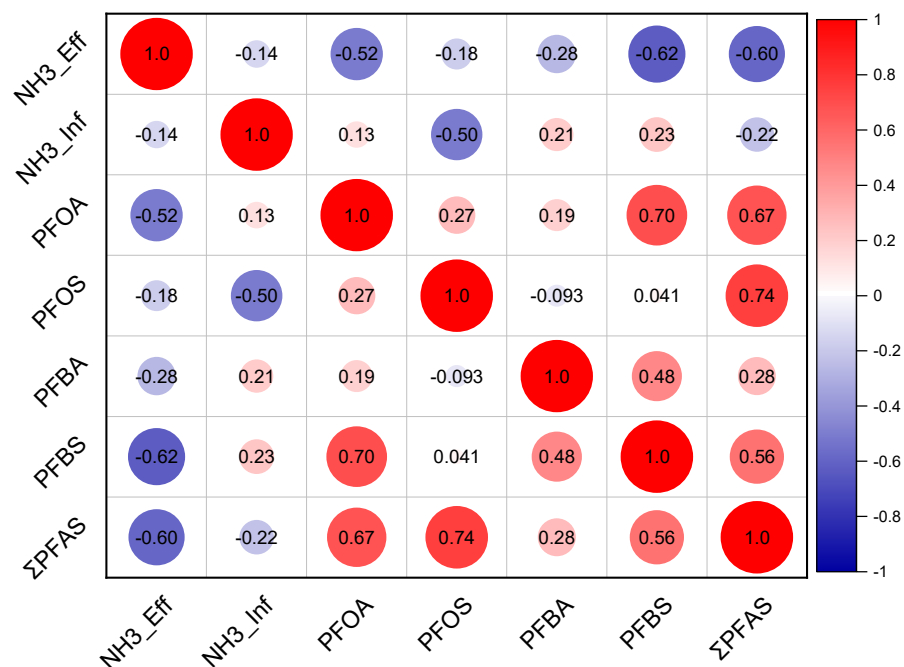 NH3_Eff 1.0 -0.14 -0.52 -0.18 -0.28 -0.62 -0.60
NH3_Inf -0.14 1.0 0.13 -0.50 0.21 0.23 -0.22
PFOA -0.52 0.13 1.0 0.27 0.19 0.70 0.67
PFOS -0.18 -0.50 0.27 1.0 -0.093 0.041 0.74
PFBA -0.28 0.21 0.19 -0.093 1.0 0.48 0.28
PFBS -0.62 0.23 0.70 0.041 0.48 1.0 0.56
ΣPFAS -0.60 -0.22 0.67 0.74 0.28 0.56 1.0
NH3_Eff NH3_Inf PFOA PFOS PFBA PFBS ΣPFAS
1
0.8
0.6
0.4
0.2
0
-0.2
-0.4
-0.6
-0.8
-1